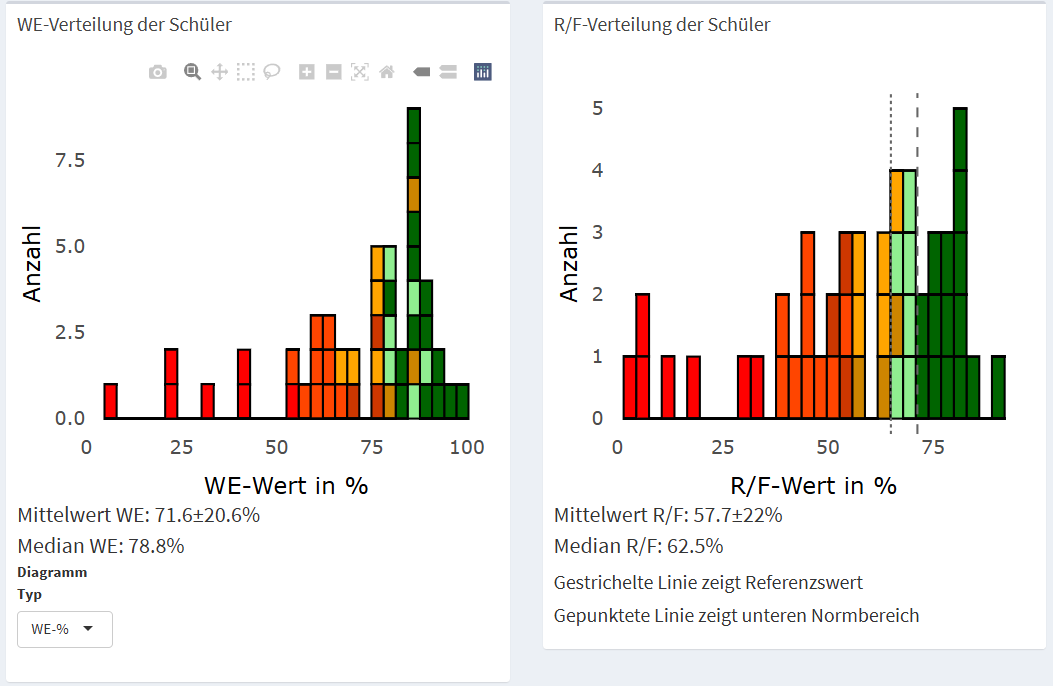 WE-Verteilung der Schüler
Anzahl
7.5
5.0
2.5
0.0
0 25 50 75 100
WE-Wert in %
Mittelwert WE: 71.6±20.6%
Median WE: 78.8%
Diagramm
Typ
WE-%
R/F-Verteilung der Schüler
Anzahl
5
4
3
2
1
0
0 25 50 75
R/F-Wert in %
Mittelwert R/F: 57.7±22%
Median R/F: 62.5%
Gestrichelte Linie zeigt Referenzswert
Gepunktete Linie zeigt unteren Normbereich